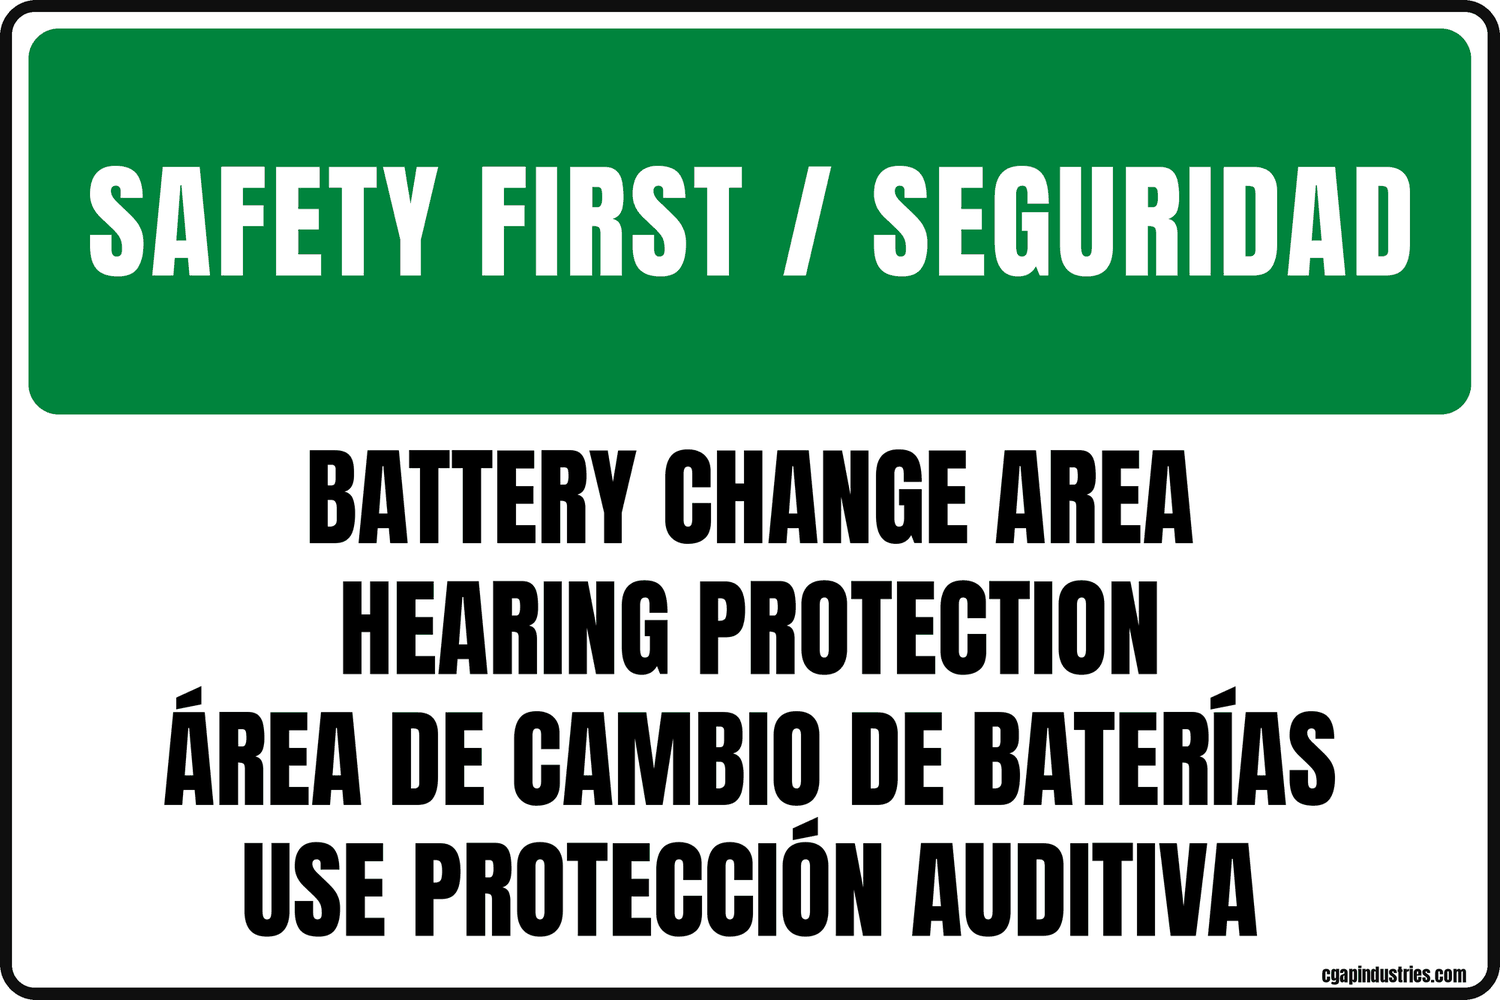 SAFETY FIRST / SEGURIDAD
BATTERY CHANGE AREA
HEARING PROTECTION
ÁREA DE CAMBIO DE BATERÍAS
USE PROTECCIÓN AUDITIVA
cgapindustries.com